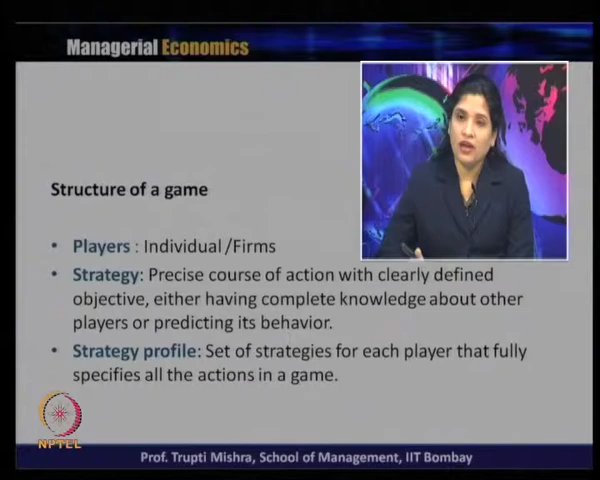 Managerial Economics
Structure of a game
• Players : Individual /Firms
• Strategy: Precise course of action with clearly defined
objective, either having complete knowledge about other
players or predicting its behavior.
• Strategy profile: Set of strategies for each player that fully
specifies all the actions in a game.
NPTEL
Prof. Trupti Mishra, School of Management, IIT Bombay